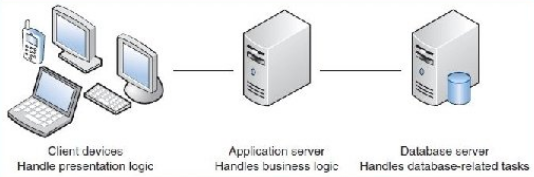 Client devices
Handle presentation logic
Application server
Handles business logic
Database server
Handles database-related tasks